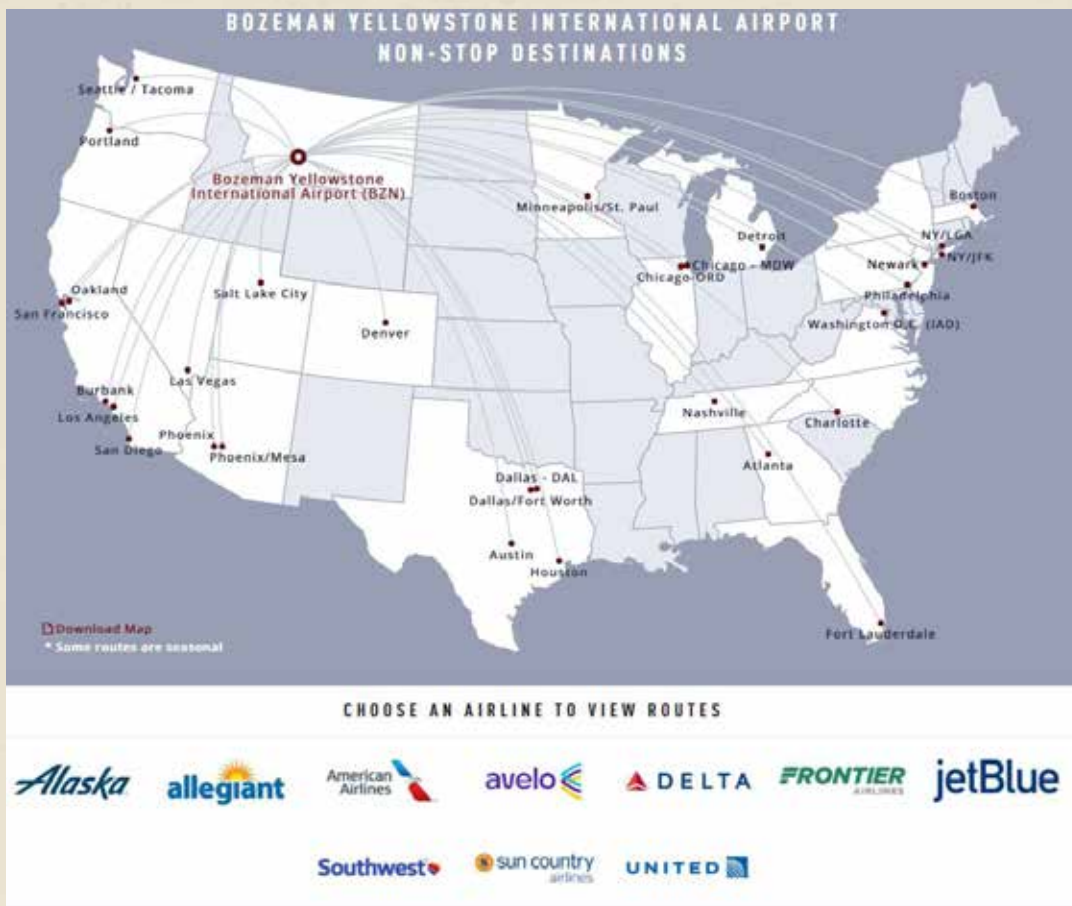 BOZEMAN YELLOWSTONE INTERNATIONAL AIRPORT
NON-STOP DESTINATIONS
Seattle / Tacoma
Portland
Bozeman Yellowstone
International Airport (BZN)
Minneapolis/St. Paul
Boston
Detroit
NY/LGA
NY/JFK
Newark
Chicago - MDW
Chicago-ORD
Philadelphia
Washington D.C. (IAD)
Oakland
San Francisco
Salt Lake City
Denver
Las Vegas
Burbank
Los Angeles
San Diego
Phoenix
Phoenix/Mesa
Nashville
Charlotte
Atlanta
Dallas - DAL
Dallas/Fort Worth
Austin
Houston
Fort Lauderdale
Download Map
* Some routes are seasonal
CHOOSE AN AIRLINE TO VIEW ROUTES
Alaska allegiant American Airlines avelo DELTA FRONTIER AIRLINES jetBlue
Southwest sun country airlines UNITED